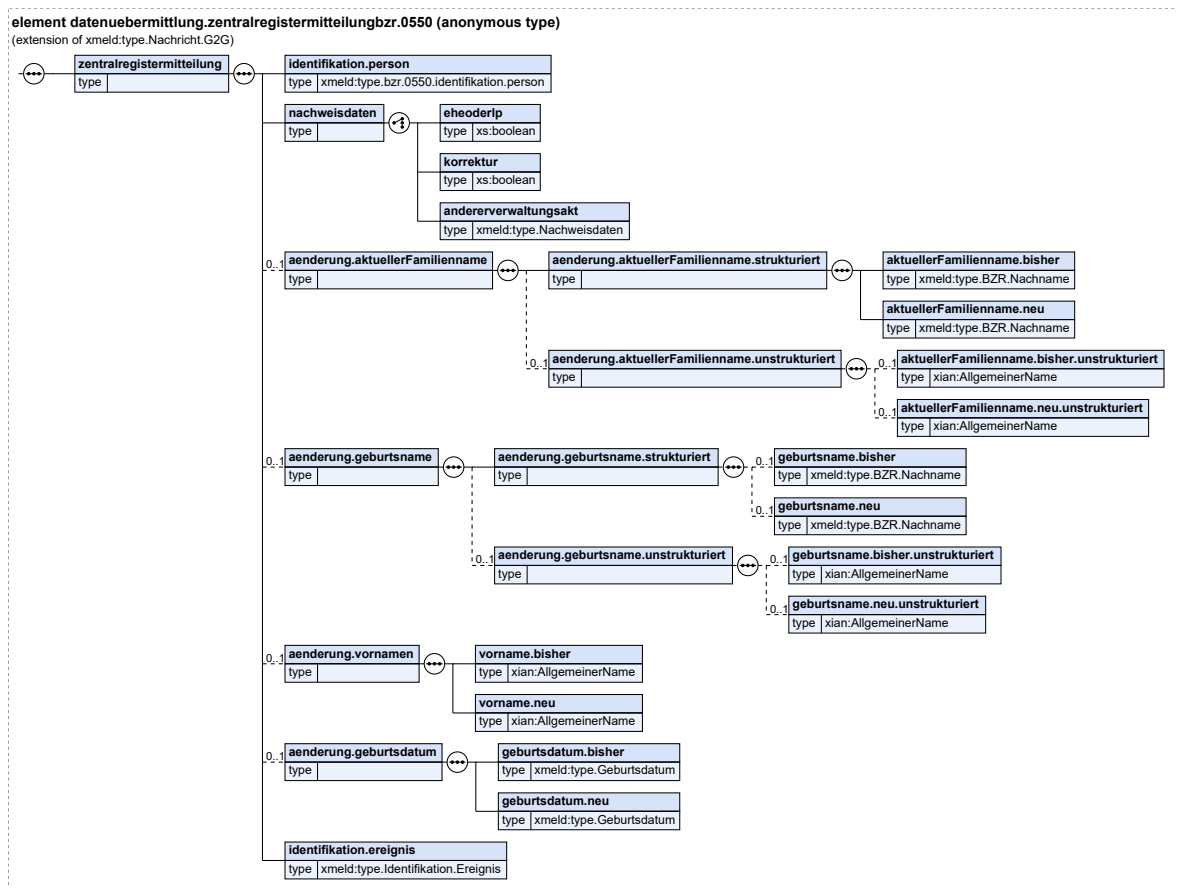 element datenuebermittlung.zentralregistermitteilungbzr.0550 (anonymous type)
(extension of xmeld:type.Nachricht.G2G)
zentralregistermitteilung
type
identifikation.person
type xmeld:type.bzr.0550.identifikation.person
nachweisdaten
type
eheoderlp
type xs:boolean
korrektur
type xs:boolean
andererverwaltungsakt
type xmeld:type.Nachweisdaten
0..1
aenderung.aktuellerFamilienname
type
aenderung.aktuellerFamilienname.strukturiert
type
aktuellerFamilienname.bisher
type xmeld:type.BZR.Nachname
aktuellerFamilienname.neu
type xmeld:type.BZR.Nachname
0..1
aenderung.aktuellerFamilienname.unstrukturiert
type
0..1
aktuellerFamilienname.bisher.unstrukturiert
type xian:AllgemeinerName
0..1
aktuellerFamilienname.neu.unstrukturiert
type xian:AllgemeinerName
0..1
aenderung.geburtsname
type
aenderung.geburtsname.strukturiert
type
0..1
geburtsname.bisher
type xmeld:type.BZR.Nachname
0..1
geburtsname.neu
type xmeld:type.BZR.Nachname
0..1
aenderung.geburtsname.unstrukturiert
type
0..1
geburtsname.bisher.unstrukturiert
type xian:AllgemeinerName
0..1
geburtsname.neu.unstrukturiert
type xian:AllgemeinerName
0..1
aenderung.vornamen
type
vorname.bisher
type xian:AllgemeinerName
vorname.neu
type xian:AllgemeinerName
0..1
aenderung.geburtsdatum
type
geburtsdatum.bisher
type xmeld:type.Geburtsdatum
geburtsdatum.neu
type xmeld:type.Geburtsdatum
identifikation.ereignis
type xmeld:type.Identifikation.Ereignis